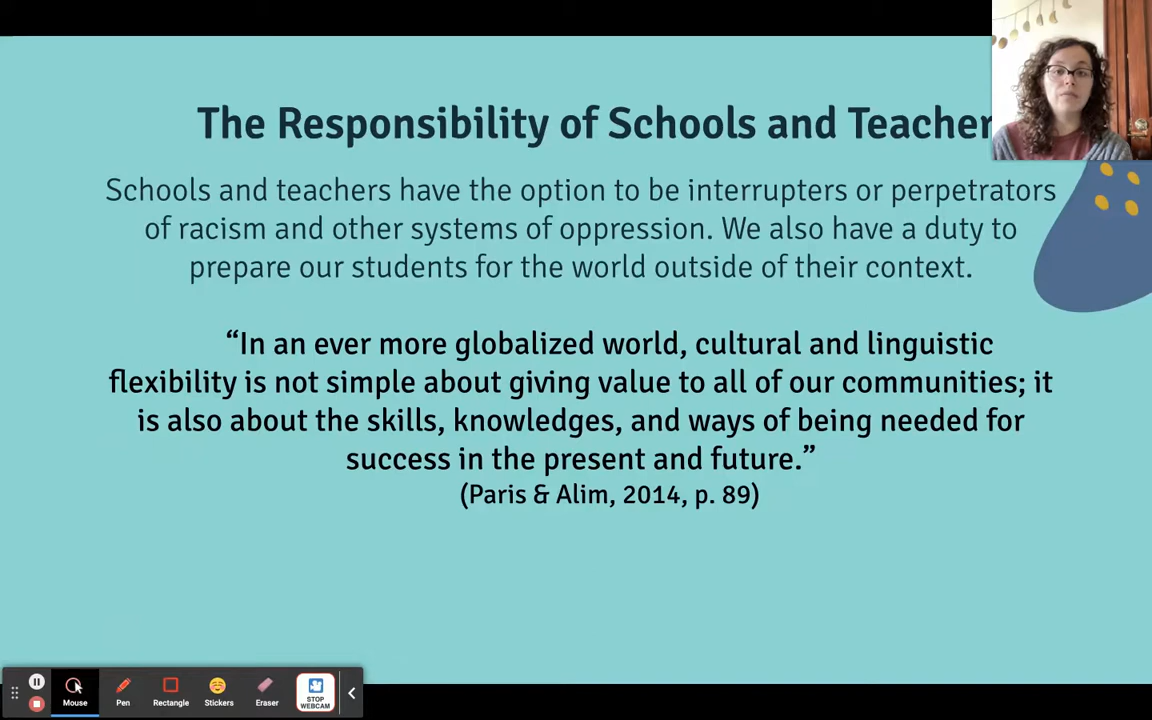 The Responsibility of Schools and Teacher
Schools and teachers have the option to be interrupters or perpetrators
of racism and other systems of oppression. We also have a duty to
prepare our students for the world outside of their context.
“In an ever more globalized world, cultural and linguistic
flexibility is not simple about giving value to all of our communities; it
is also about the skills, knowledges, and ways of being needed for
success in the present and future.”
(Paris & Alim, 2014, p. 89)
Mouse
Pen
Rectangle
Stickers
Eraser
STOP
WEBCAM